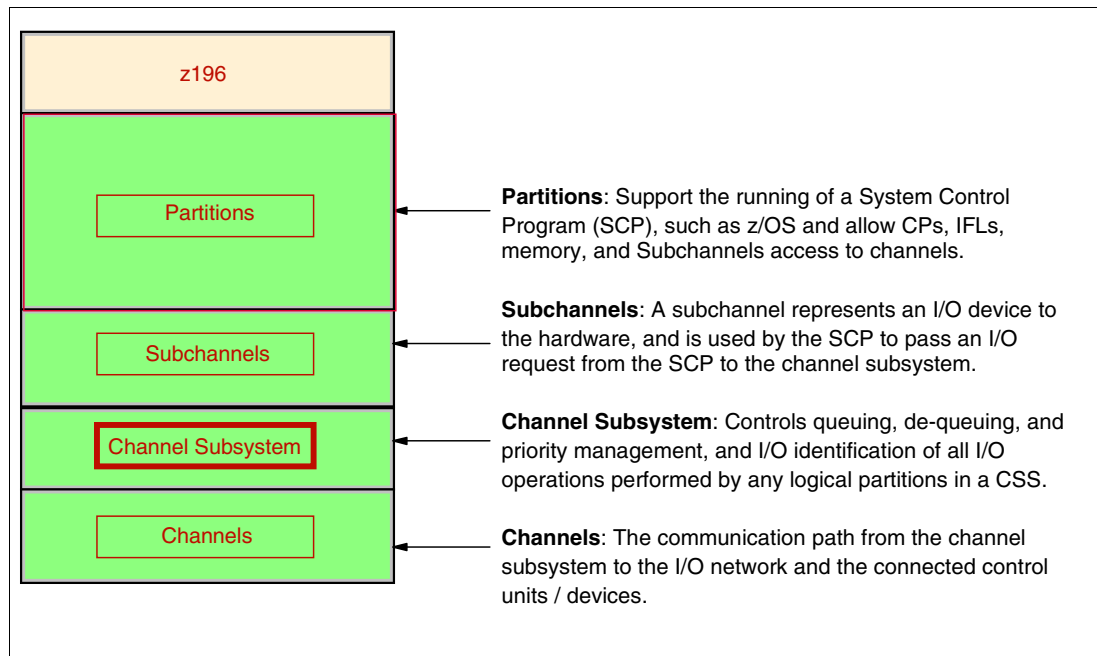 z196
Partitions
Subchannels
Channel Subsystem
Channels
Partitions: Support the running of a System Control
Program (SCP), such as z/OS and allow CPs, IFLs,
memory, and Subchannels access to channels.
Subchannels: A subchannel represents an I/O device to
the hardware, and is used by the SCP to pass an I/O
request from the SCP to the channel subsystem.
Channel Subsystem: Controls queuing, de-queuing, and
priority management, and I/O identification of all I/O
operations performed by any logical partitions in a CSS.
Channels: The communication path from the channel
subsystem to the I/O network and the connected control
units / devices.